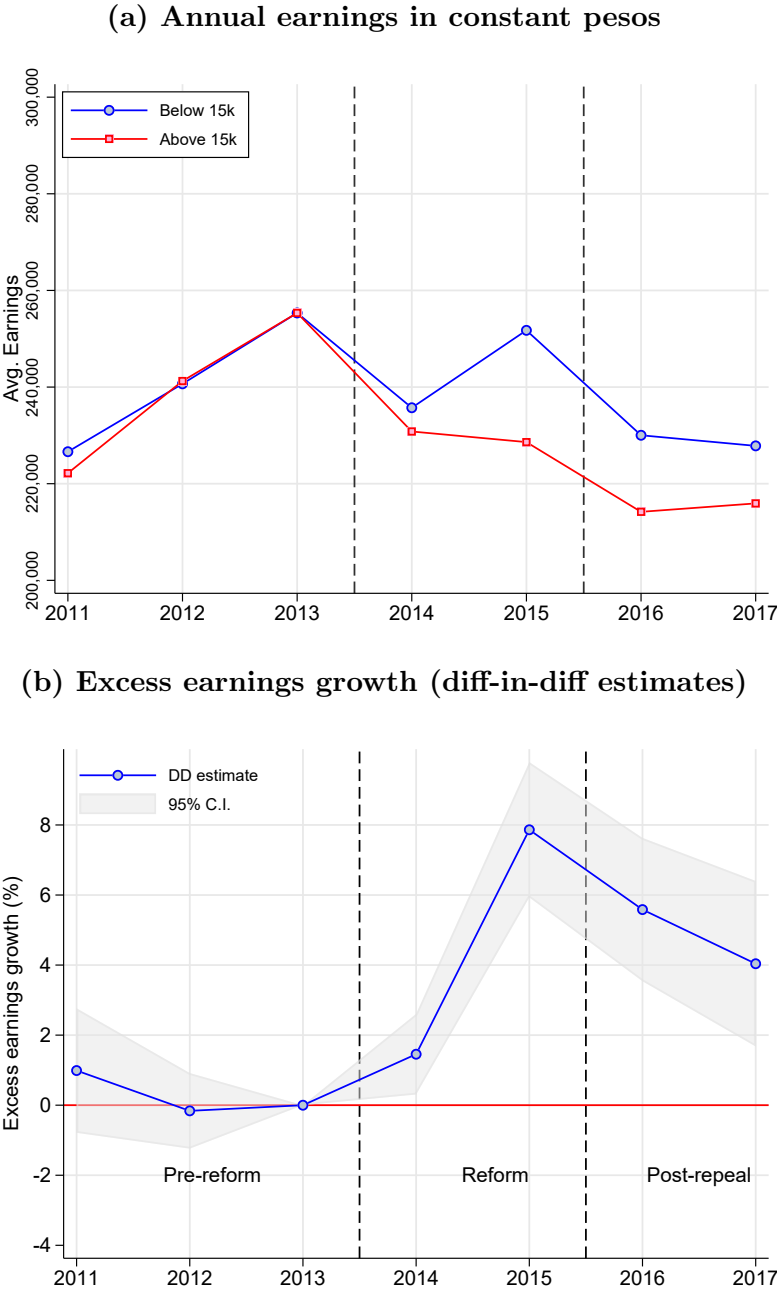 (a) Annual earnings in constant pesos
Below 15k
Above 15k
Avg. Earnings
300,000
280,000
260,000
240,000
220,000
200,000
2011 2012 2013 2014 2015 2016 2017
(b) Excess earnings growth (diff-in-diff estimates)
DD estimate
95% C.I.
Excess earnings growth (%)
8
6
4
2
0
-2
-4
Pre-reform Reform Post-repeal
2011 2012 2013 2014 2015 2016 2017